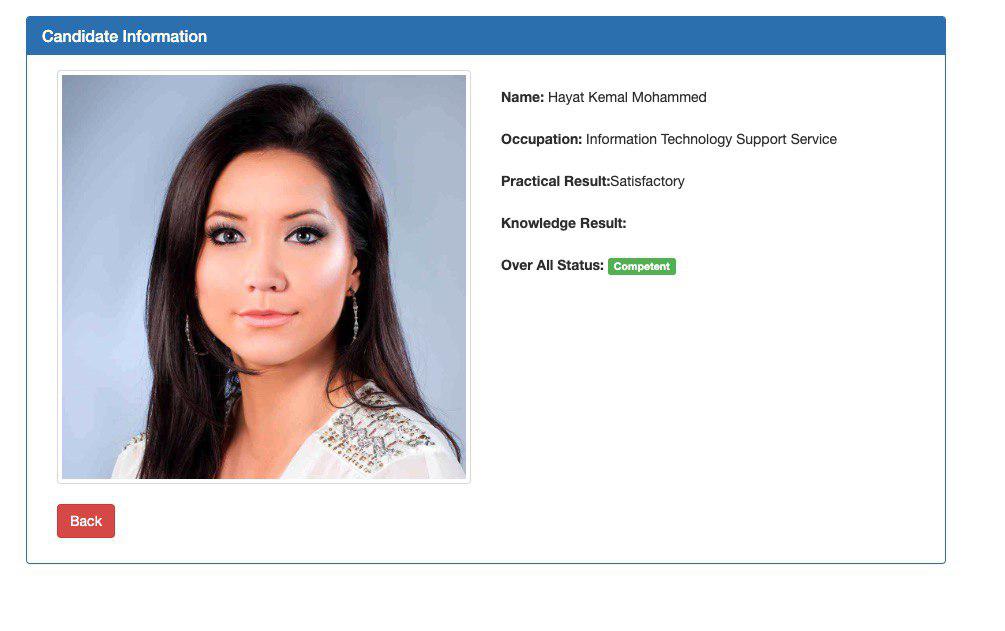 Candidate Information
Name: Hayat Kemal Mohammed
Occupation: Information Technology Support Service
Practical Result:Satisfactory
Knowledge Result:
Over All Status: Competent
Back